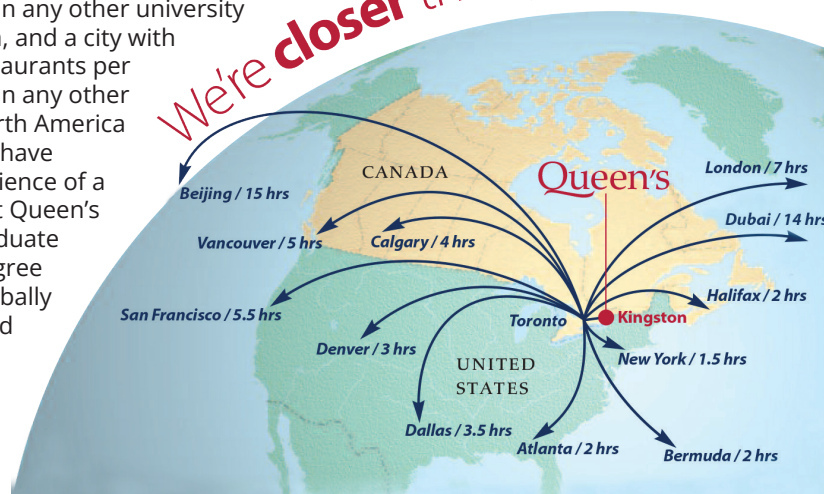 n any other university
, and a city with
aurants per
n any other
rth America
have
ience of a
t Queen's
duate
gree
bally
d
We're closer
CANADA
Queen's
London / 7 hrs
Beijing / 15 hrs
Dubai / 14 hrs
Vancouver / 5 hrs
Calgary / 4 hrs
Halifax / 2 hrs
San Francisco / 5.5 hrs
Toronto
Kingston
Denver / 3 hrs
New York / 1.5 hrs
UNITED
STATES
Dallas / 3.5 hrs
Atlanta / 2 hrs
Bermuda / 2 hrs